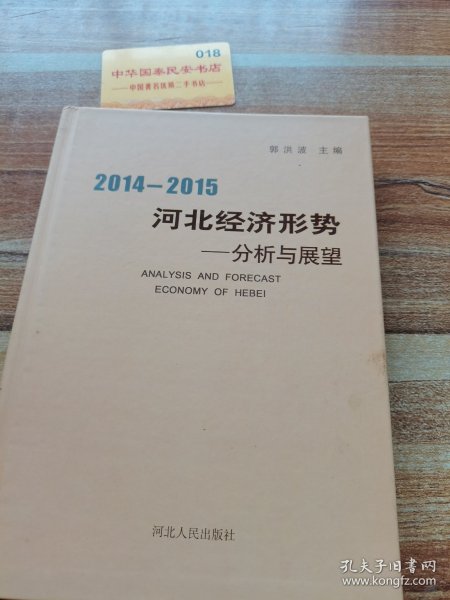 018
中华国泰民安书店
——中国著名优质二手书店——
郭洪波 主编
2014-2015
河北经济形势
——分析与展望
ANALYSIS AND FORECAST
ECONOMY OF HEBEI
河北人民出版社
孔夫子旧书网
www.kongfz.com